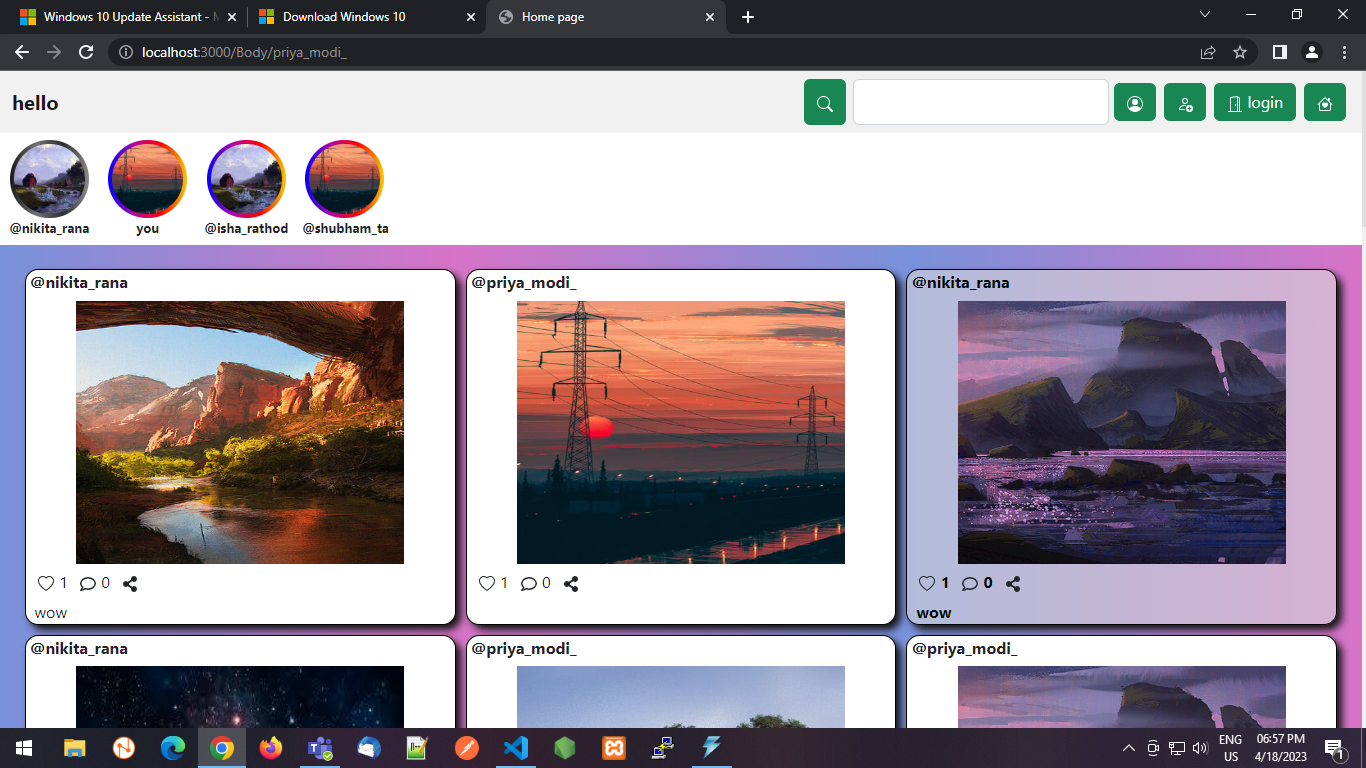 Windows 10 Update Assistant - M
Download Windows 10
Home page
localhost:3000/Body/priya_modi_
hello
login
@nikita_rana
you
@isha_rathod
@shubham_ta
@nikita_rana
@priya_modi_
@nikita_rana
1 0
1 0
1 0
wow
wow
@nikita_rana
@priya_modi_
@priya_modi_
ENG
US
06:57 PM
4/18/2023
1